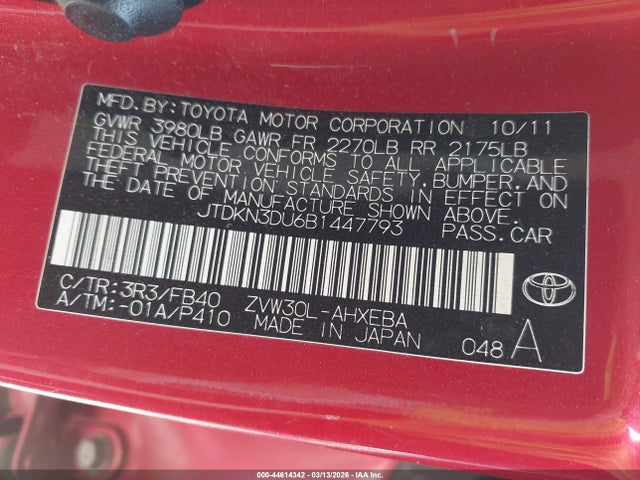 MFD. BY: TOYOTA MOTOR CORPORATION 10/11
GVWR 3980LB GAWR FR 2270LB RR 2175LB
THIS VEHICLE CONFORMS TO ALL APPLICABLE
FEDERAL MOTOR VEHICLE SAFETY, BUMPER, AND
THEFT PREVENTION STANDARDS IN EFFECT ON
THE DATE OF MANUFACTURE SHOWN ABOVE.
JTDKN3DU6B1447793 PASS. CAR
C/TR: 3R3/FB40 ZVW30L-AHXEBA
A/TM: -01A/P410 MADE IN JAPAN 048 A
000-44614342 | 03/13/2026 | IAA Inc.